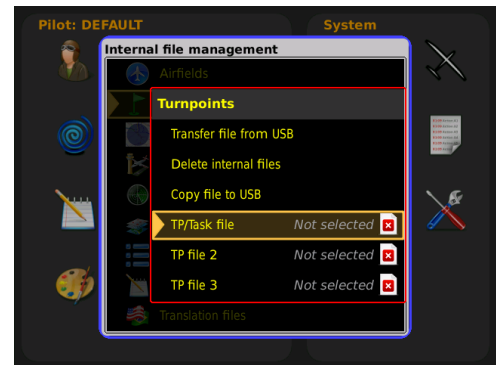 Pilot: DEFAULT
System
Internal file management
Airfields
Turnpoints
Transfer file from USB
Delete internal files
Copy file to USB
TP/Task file Not selected
TP file 2 Not selected
TP file 3 Not selected
Translation files